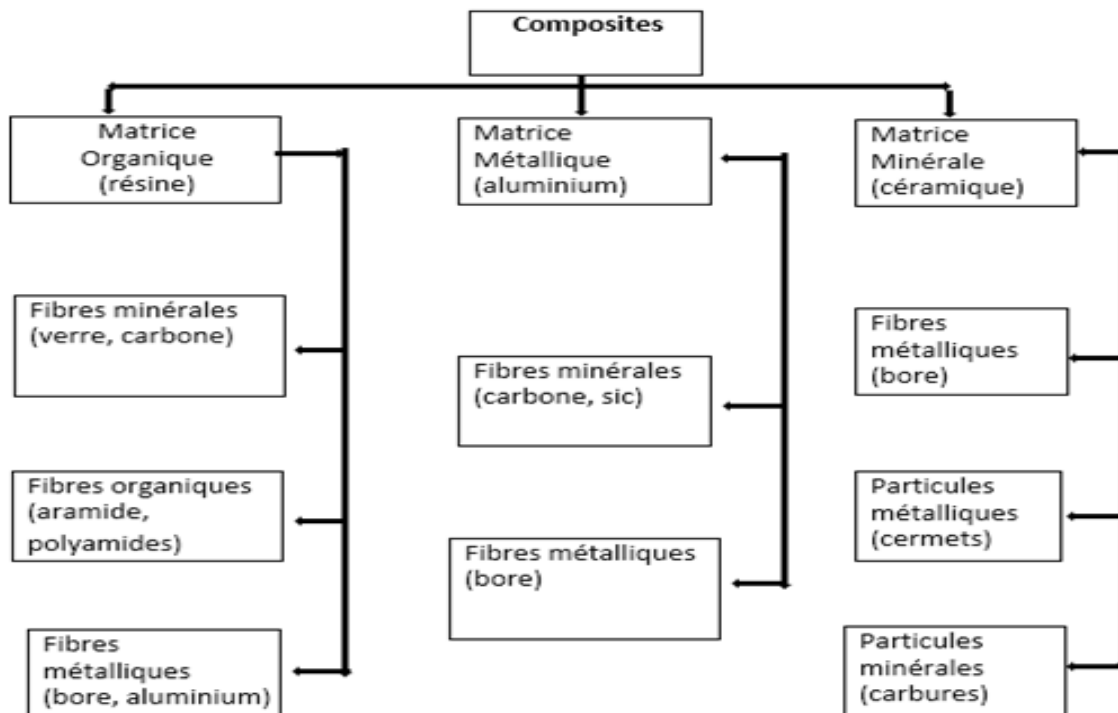 Composites
Matrice
Organique
(résine)
Matrice
Métallique
(aluminium)
Matrice
Minérale
(céramique)
Fibres minérales
(verre, carbone)
Fibres organiques
(aramide,
polyamides)
Fibres
métalliques
(bore, aluminium)
Fibres minérales
(carbone, sic)
Fibres métalliques
(bore)
Fibres
métalliques
(bore)
Particules
métalliques
(cermets)
Particules
minérales
(carbures)